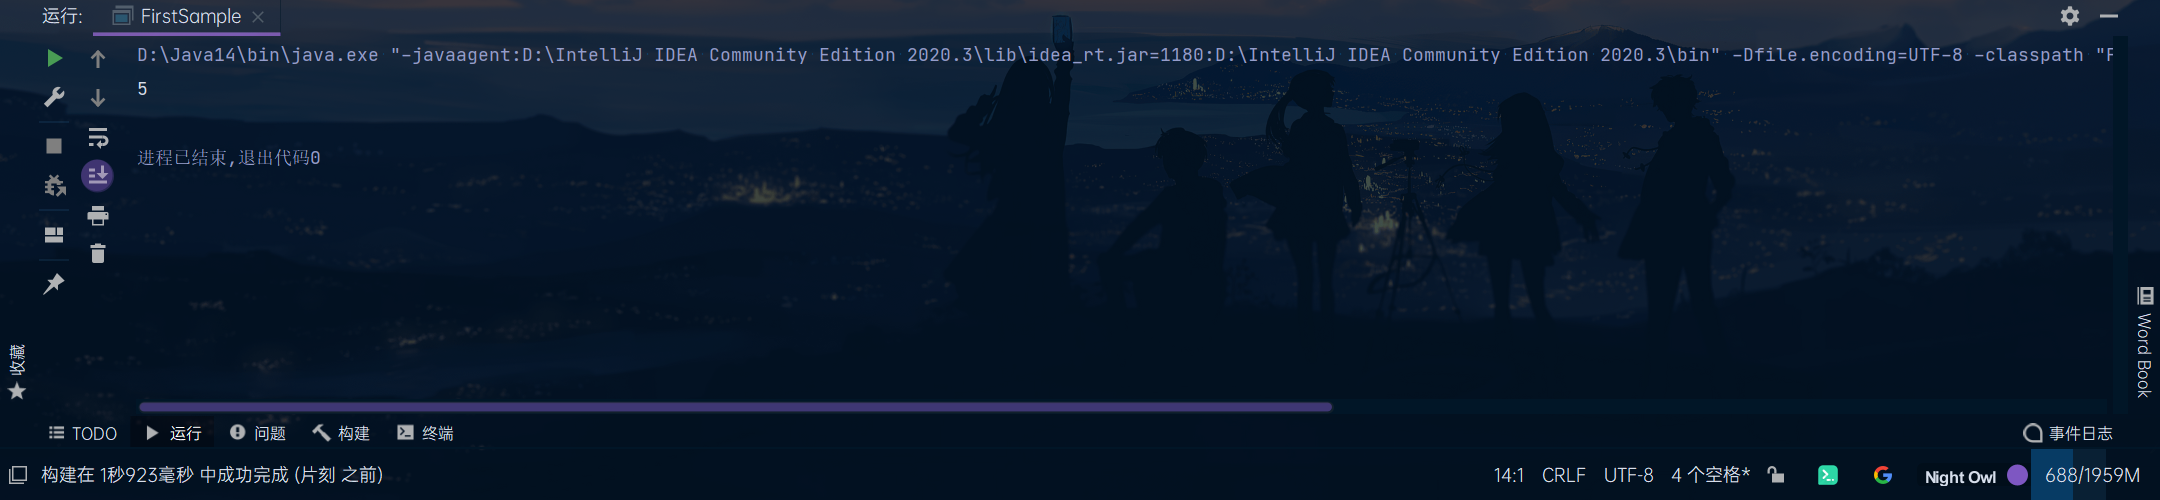 运行: FirstSample
D:\Java14\bin\java.exe "-javaagent:D:\IntelliJ IDEA Community Edition 2020.3\lib\idea_rt.jar=1180:D:\IntelliJ IDEA Community Edition 2020.3\bin" -Dfile.encoding=UTF-8 -classpath "F
5
进程已结束,退出代码0
收藏
Word Book
TODO 运行 问题 构建 终端 事件日志
构建在 1秒923毫秒 中成功完成 (片刻 之前) 14:1 CRLF UTF-8 4 个空格* Night Owl 688/1959M